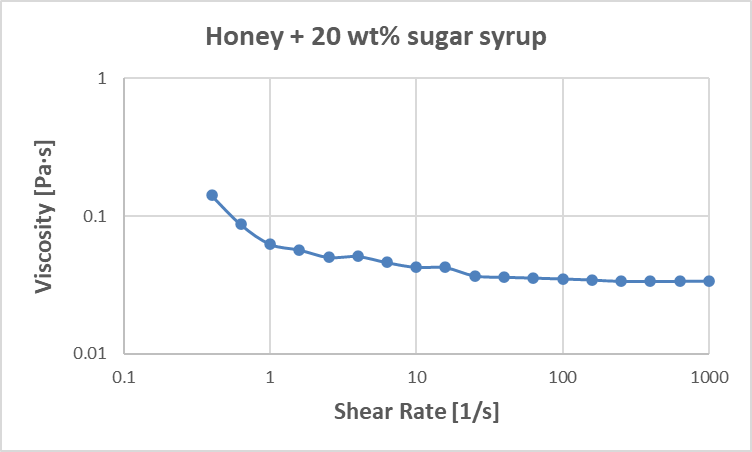 Honey + 20 wt% sugar syrup
1
0.1
0.01
Viscosity [Pa·s]
0.1 1 10 100 1000
Shear Rate [1/s]